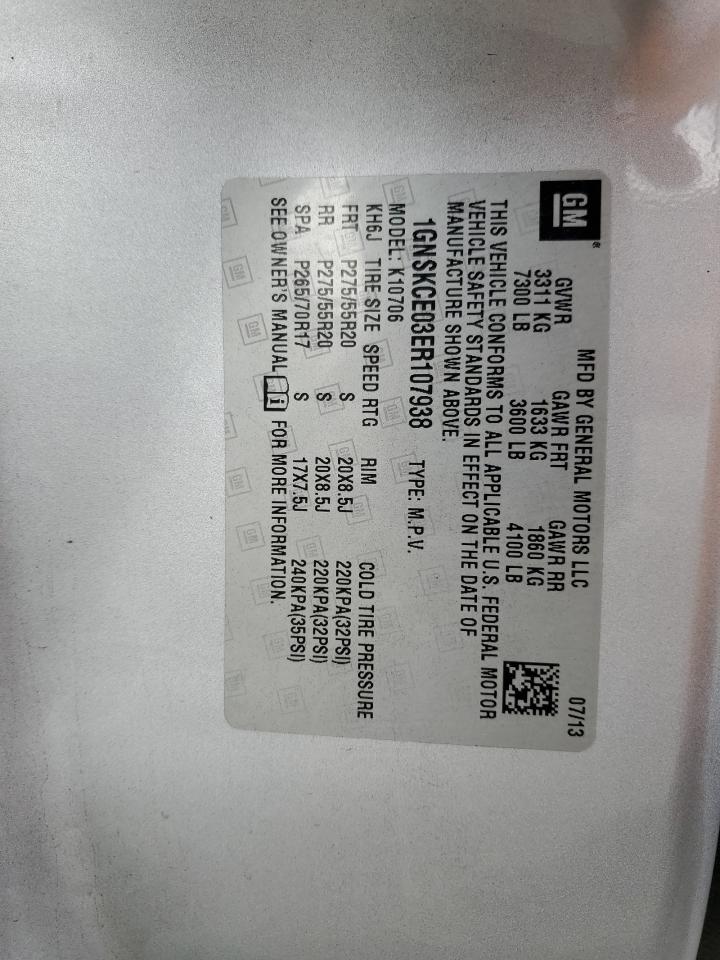 GM®
MFD BY GENERAL MOTORS LLC 07/13
GVWR GAWR FRT GAWR RR
3311 KG 1633 KG 1860 KG
7300 LB 3600 LB 4100 LB
THIS VEHICLE CONFORMS TO ALL APPLICABLE U.S. FEDERAL MOTOR
VEHICLE SAFETY STANDARDS IN EFFECT ON THE DATE OF
MANUFACTURE SHOWN ABOVE.
1GNSKCE03ER107938 TYPE: M.P.V.
MODEL: K10706
KH6J TIRE SIZE SPEED RTG RIM COLD TIRE PRESSURE
FRT P275/55R20 S 20X8.5J 220KPA(32PSI)
RR P275/55R20 S 20X8.5J 220KPA(32PSI)
SPA P265/70R17 S 17X7.5J 240KPA(35PSI)
SEE OWNER'S MANUAL i FOR MORE INFORMATION.